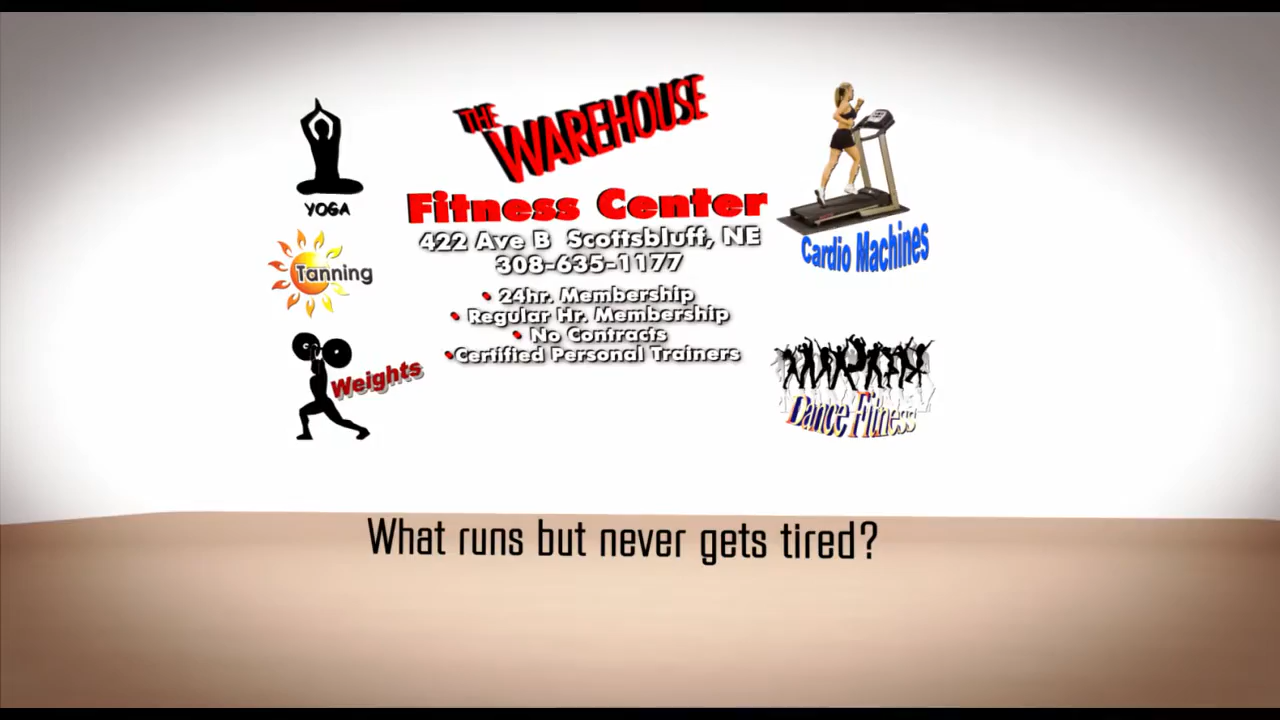 THE
WAREHOUSE
Fitness Center
422 Ave B Scottsbluff, NE
308-635-1177
• 24hr. Membership
• Regular Hr. Membership
• No Contracts
• Certified Personal Trainers
YOGA
Tanning
Weights
Cardio Machines
Dance Fitness
What runs but never gets tired?